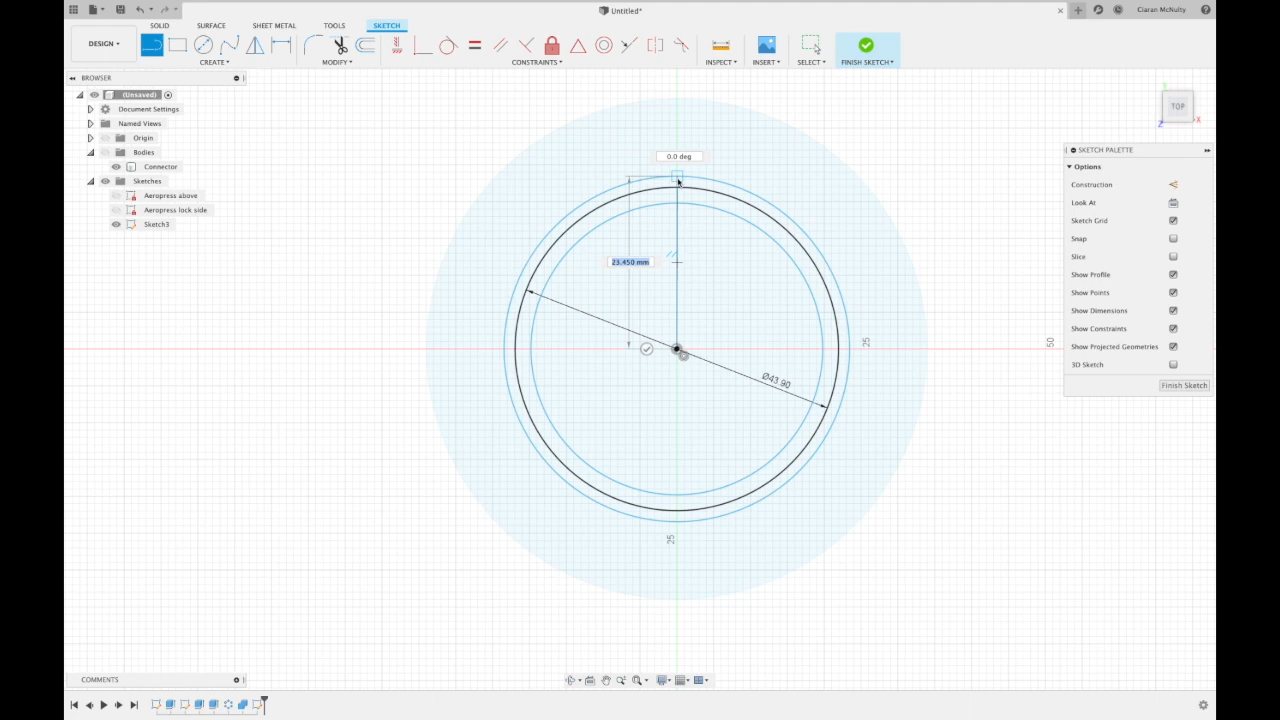 Untitled*
Ciaran McNulty
SOLID
SURFACE
SHEET METAL
TOOLS
SKETCH
DESIGN
CREATE
MODIFY
CONSTRAINTS
INSPECT
INSERT
SELECT
FINISH SKETCH
BROWSER
(Unsaved)
Document Settings
Named Views
Origin
Bodies
Connector
Sketches
Aeropress above
Aeropress lock side
Sketch3
TOP
Y
X
Z
SKETCH PALETTE
Options
Construction
Look At
Sketch Grid
Snap
Slice
Show Profile
Show Points
Show Dimensions
Show Constraints
Show Projected Geometries
3D Sketch
Finish Sketch
0.0 deg
23.450 mm
25
50
Ø43.90
25
COMMENTS